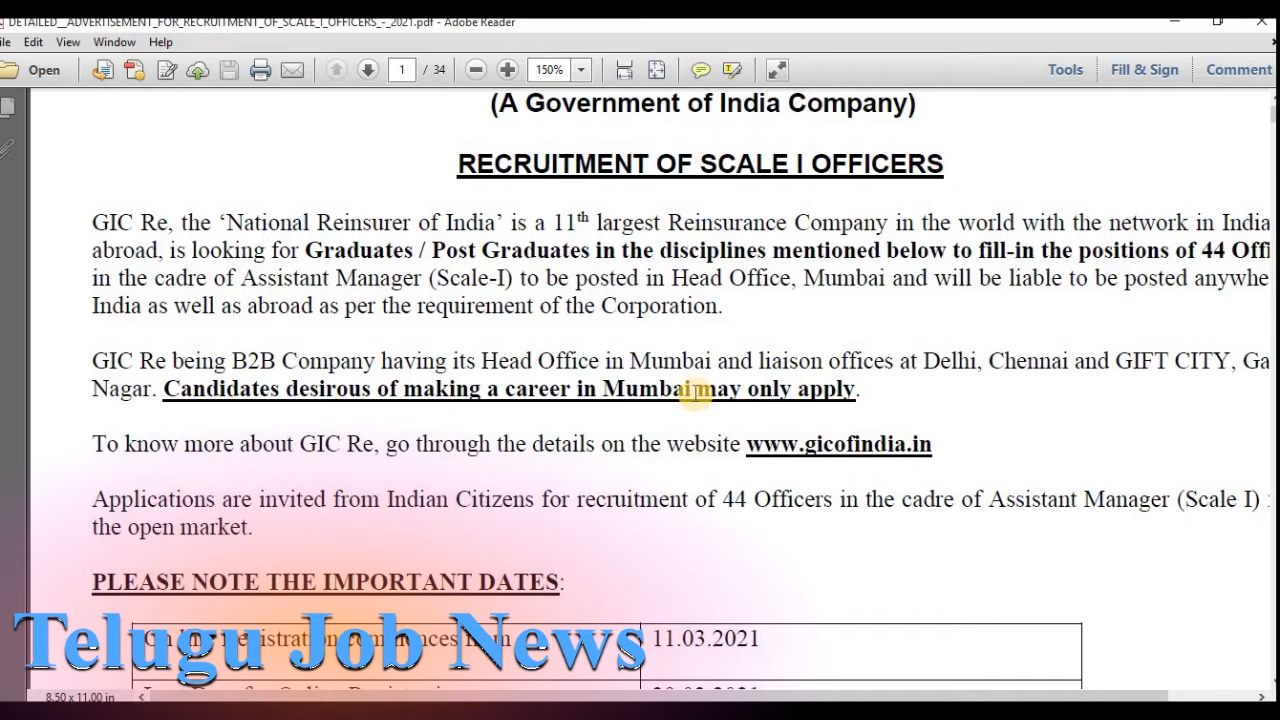 DETAILED__ADVERTISEMENT_FOR_RECRUITMENT_OF_SCALE_I_OFFICERS_-_2021.pdf - Adobe Reader
ile Edit View Window Help
Open 1 / 34 150% Tools Fill & Sign Comment
(A Government of India Company)
RECRUITMENT OF SCALE I OFFICERS
GIC Re, the ‘National Reinsurer of India’ is a 11th largest Reinsurance Company in the world with the network in India
abroad, is looking for Graduates / Post Graduates in the disciplines mentioned below to fill-in the positions of 44 Offi
in the cadre of Assistant Manager (Scale-I) to be posted in Head Office, Mumbai and will be liable to be posted anywhe
India as well as abroad as per the requirement of the Corporation.
GIC Re being B2B Company having its Head Office in Mumbai and liaison offices at Delhi, Chennai and GIFT CITY, Ga
Nagar. Candidates desirous of making a career in Mumbai may only apply.
To know more about GIC Re, go through the details on the website www.gicofindia.in
Applications are invited from Indian Citizens for recruitment of 44 Officers in the cadre of Assistant Manager (Scale I)
the open market.
PLEASE NOTE THE IMPORTANT DATES:
commences from 11.03.2021
Telugu Job News
8.50 x 11.00 in